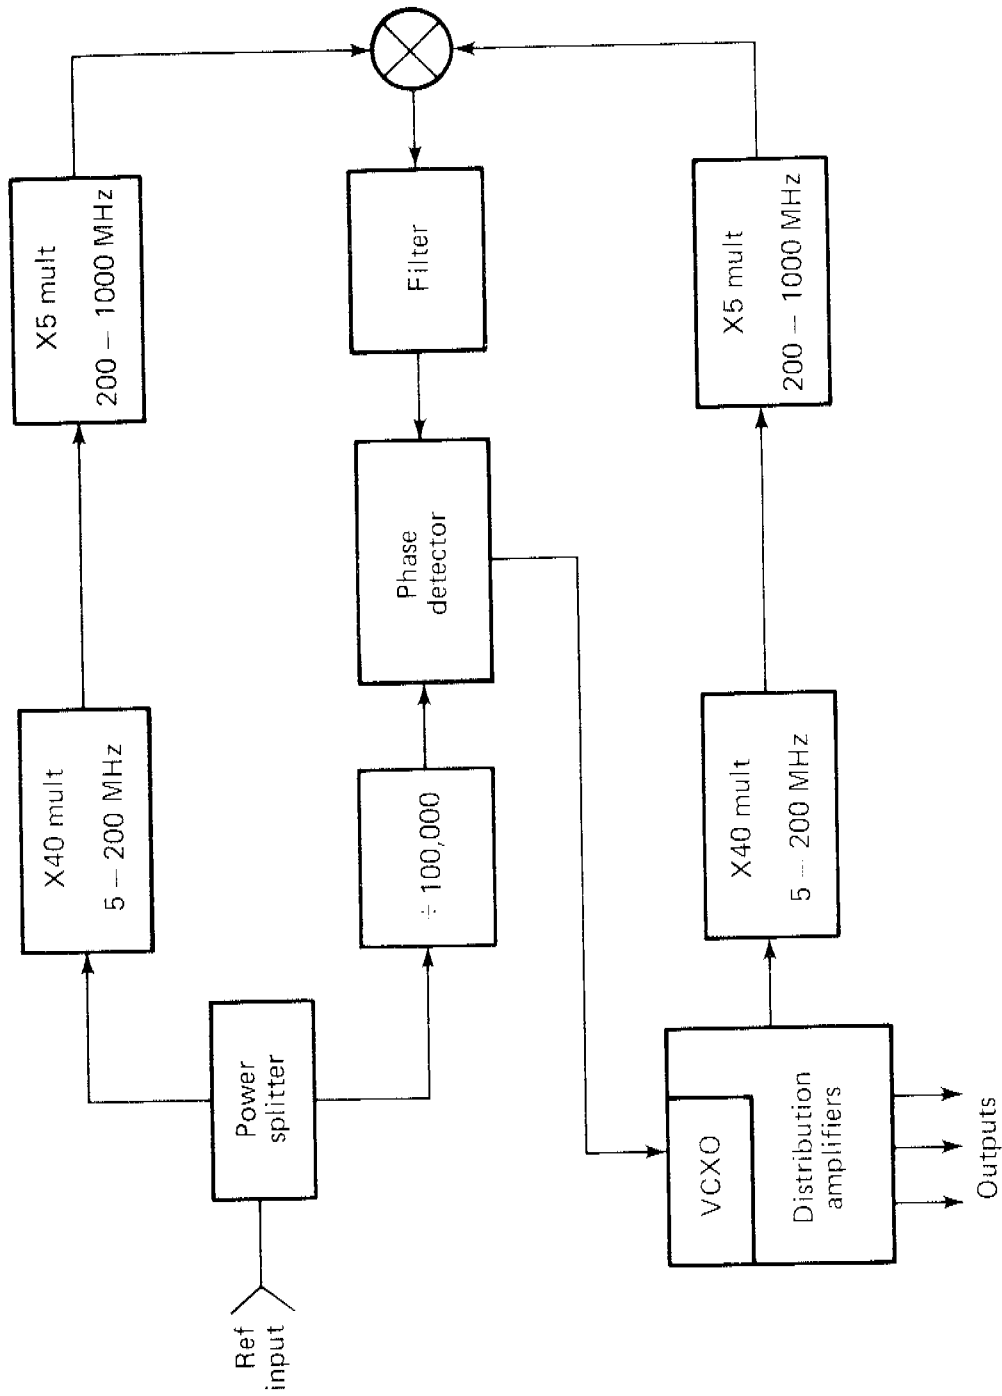 Ref
input
Power
splitter
X40 mult
5 – 200 MHz
X5 mult
200 – 1000 MHz
÷ 100,000
Phase
detector
Filter
VCXO
Distribution
amplifiers
Outputs
X40 mult
5 – 200 MHz
X5 mult
200 – 1000 MHz